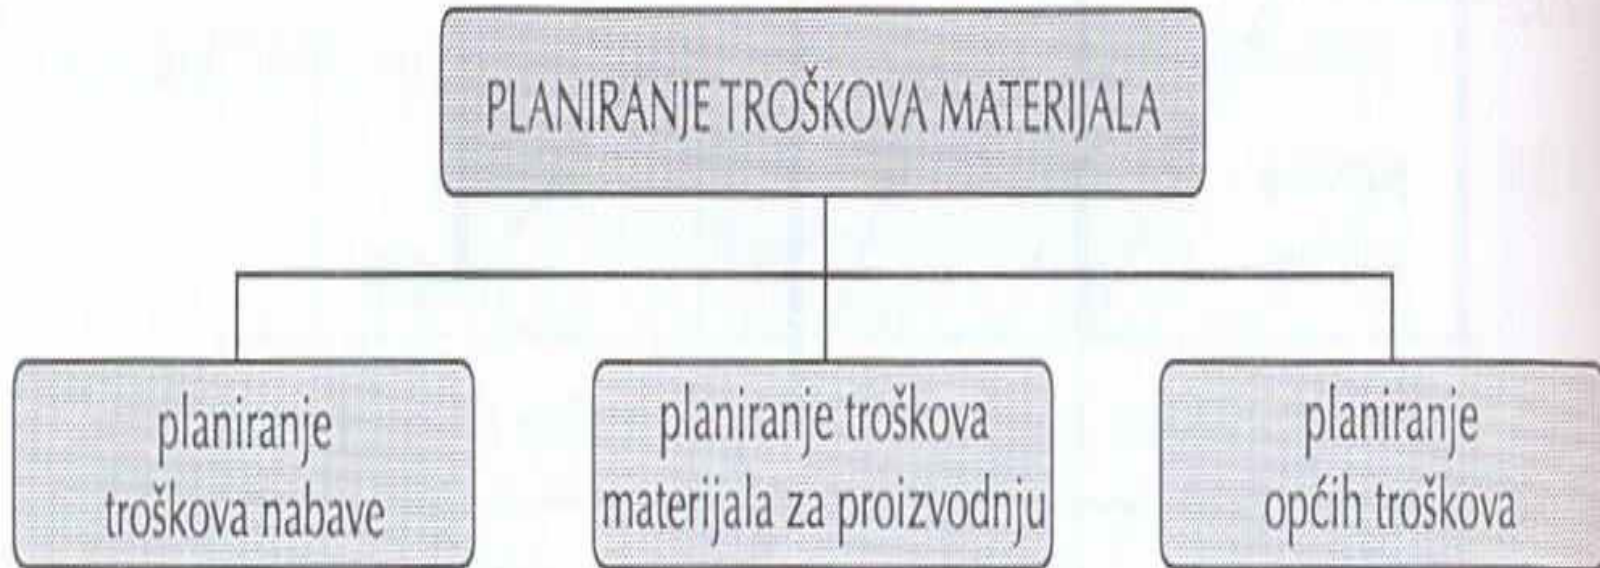 PLANIRANJE TROŠKOVA MATERIJALA
planiranje
troškova nabave
planiranje troškova
materijala za proizvodnju
planiranje
općih troškova